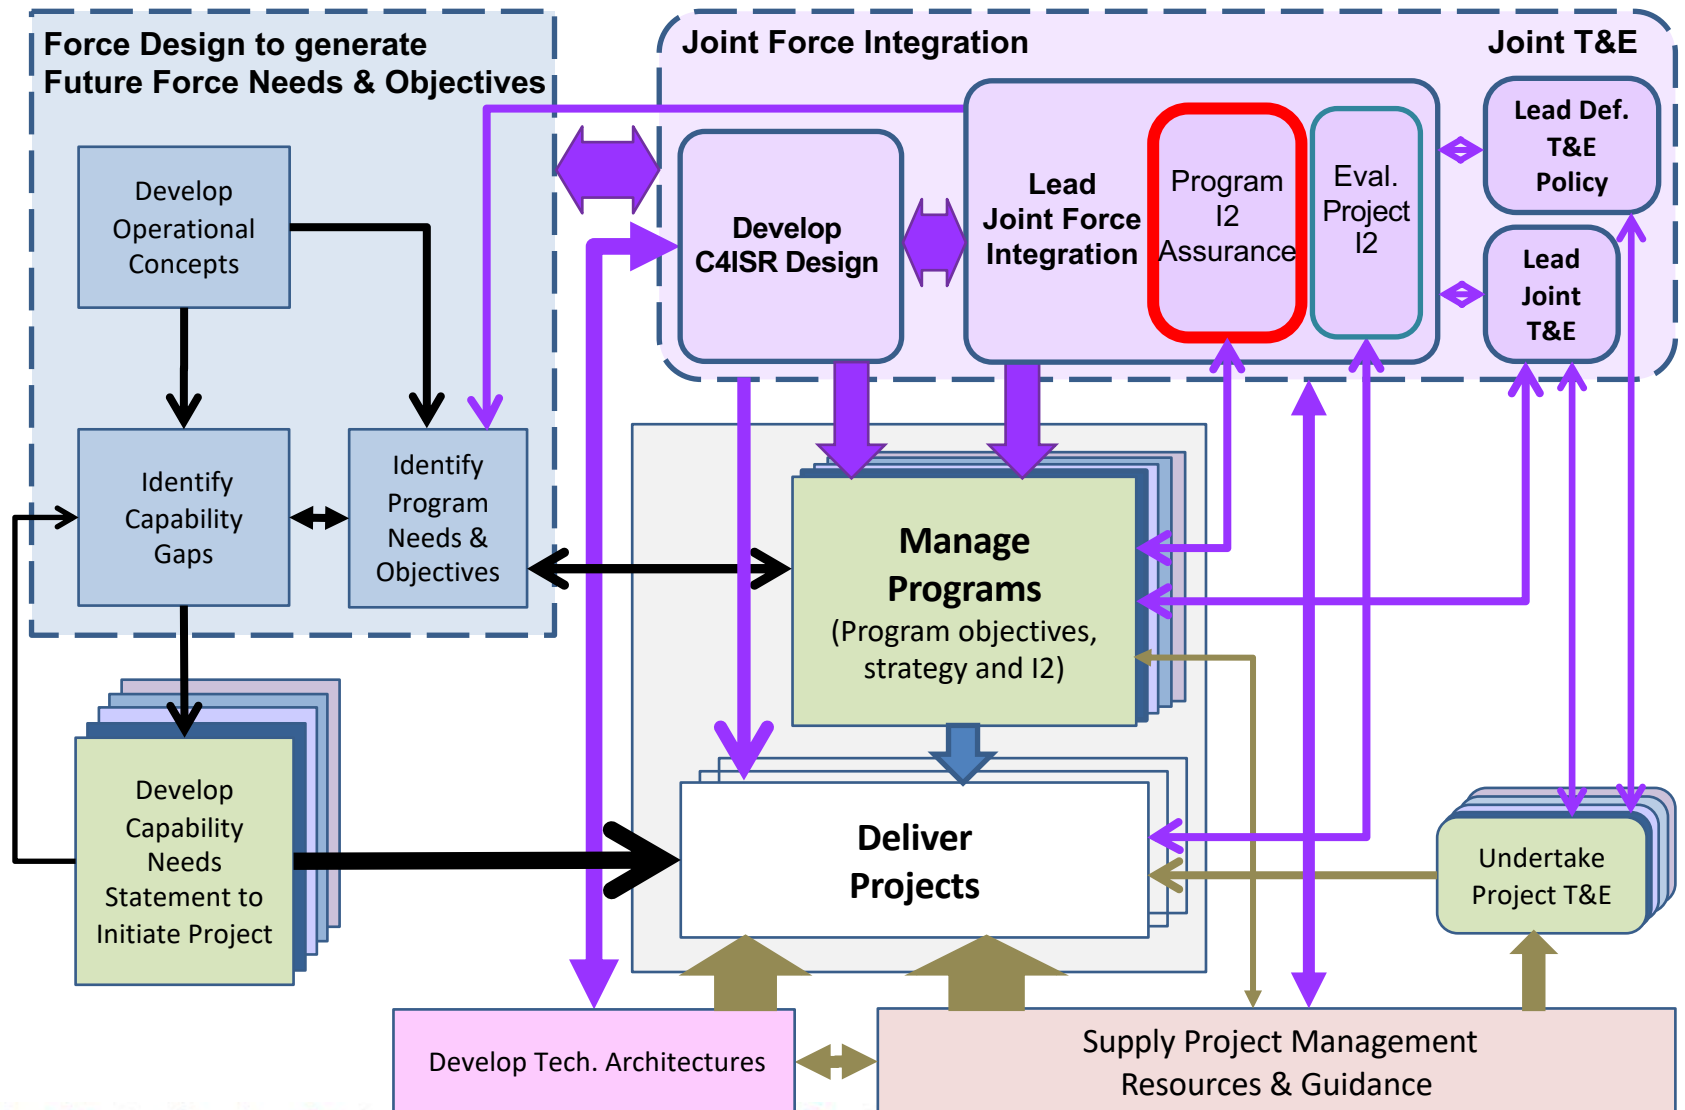 Force Design to generate
Future Force Needs & Objectives
Develop
Operational
Concepts
Identify
Capability
Gaps
Identify
Program
Needs &
Objectives
Develop
Capability
Needs
Statement to
Initiate Project
Joint Force Integration
Joint T&E
Develop
C4ISR Design
Lead
Joint Force
Integration
Program
I2
Assurance
Eval.
Project
I2
Lead Def.
T&E
Policy
Lead
Joint
T&E
Manage
Programs
(Program objectives,
strategy and I2)
Deliver
Projects
Undertake
Project T&E
Develop Tech. Architectures
Supply Project Management
Resources & Guidance